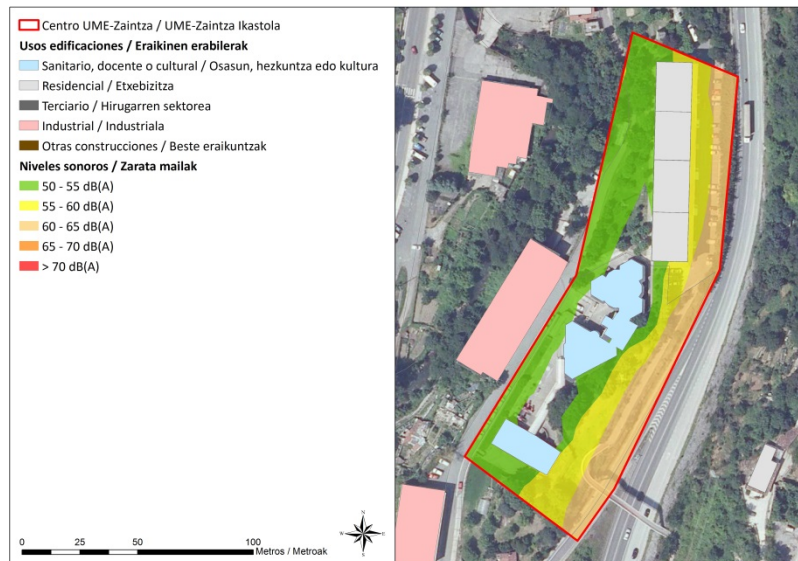 Centro UME-Zaintza / UME-Zaintza Ikastola
Usos edificaciones / Eraikinen erabilerak
Sanitario, docente o cultural / Osasun, hezkuntza edo kultura
Residencial / Etxebizitza
Terciario / Hirugarren sektorea
Industrial / Industriala
Otras construcciones / Beste eraikuntzak
Niveles sonoros / Zarata mailak
50 - 55 dB(A)
55 - 60 dB(A)
60 - 65 dB(A)
65 - 70 dB(A)
> 70 dB(A)
N
W E
S
0 25 50 100
Metros / Metroak